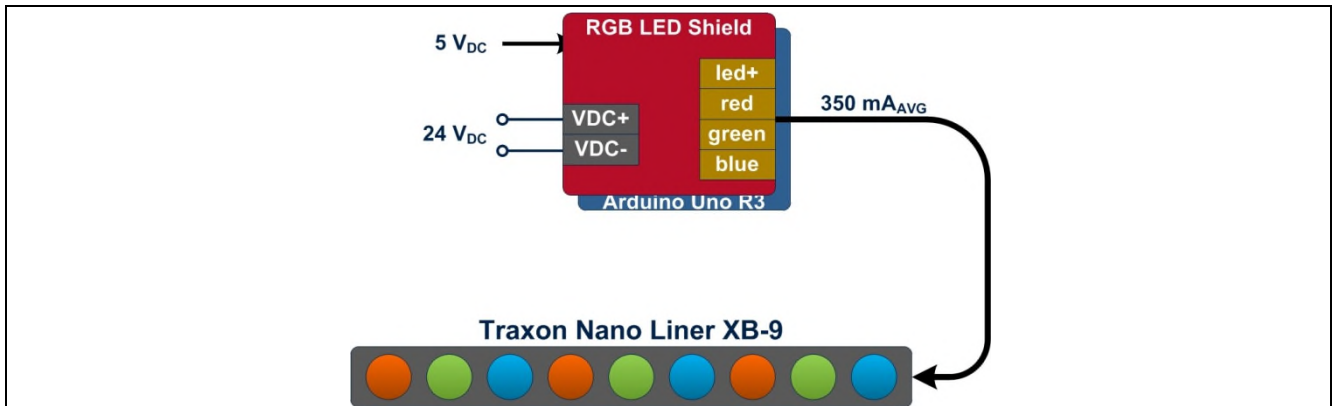 RGB LED Shield
5 VDC
led+
red
green
blue
350 mAAVG
VDC+
VDC-
24 VDC
Arduino Uno R3
Traxon Nano Liner XB-9